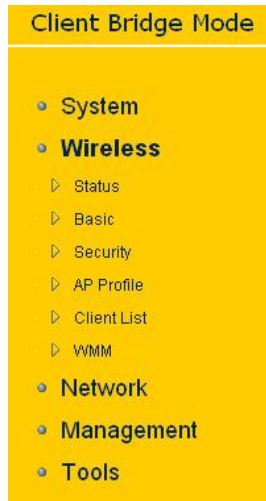 Client Bridge Mode
System
Wireless
Status
Basic
Security
AP Profile
Client List
WMM
Network
Management
Tools